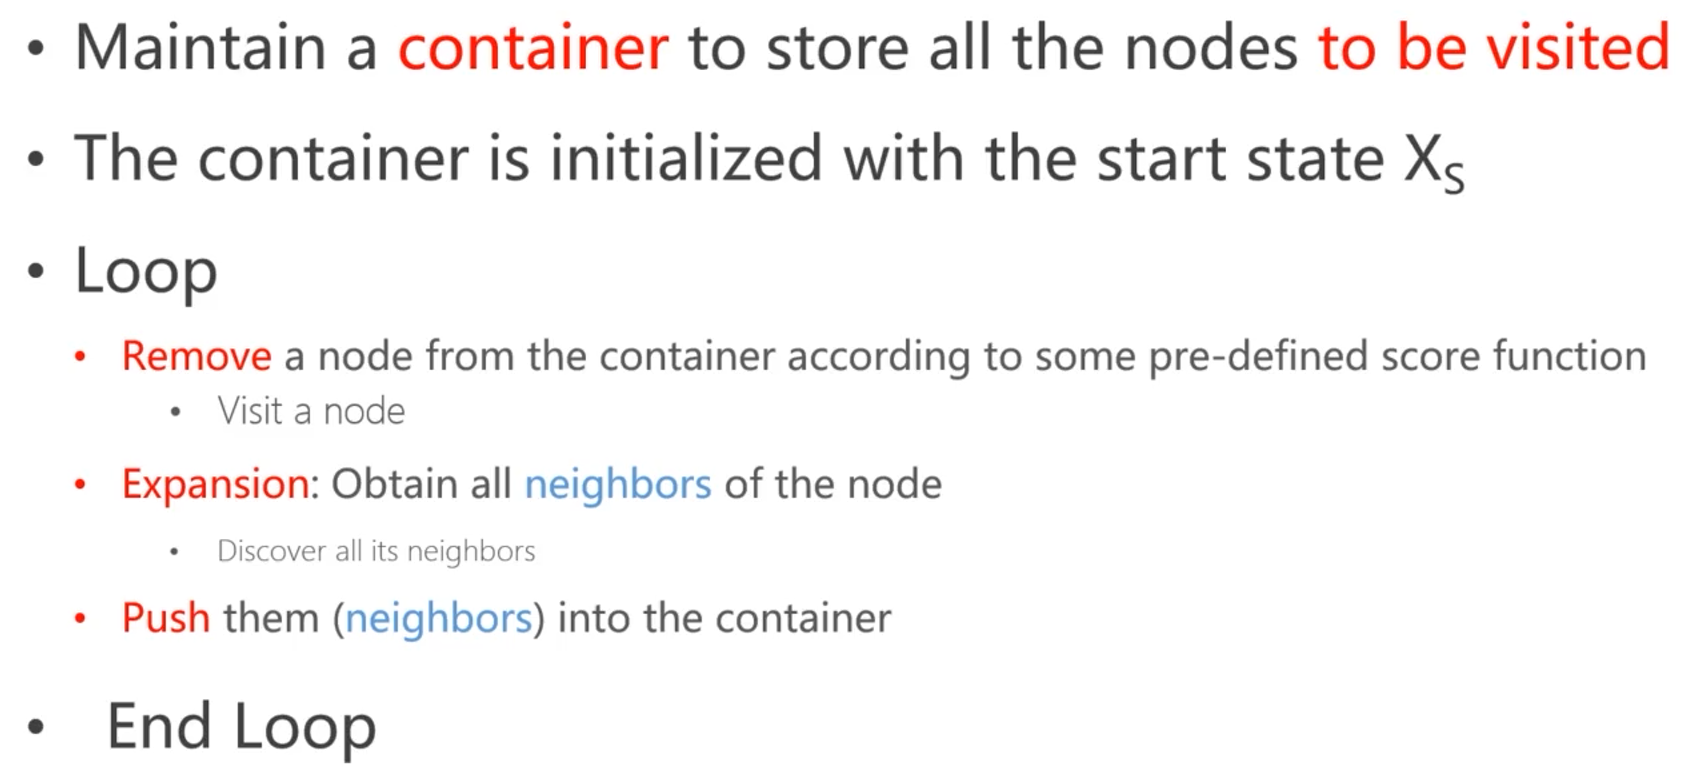 • Maintain a container to store all the nodes to be visited
• The container is initialized with the start state XS
• Loop
• Remove a node from the container according to some pre-defined score function
• Visit a node
• Expansion: Obtain all neighbors of the node
• Discover all its neighbors
• Push them (neighbors) into the container
• End Loop